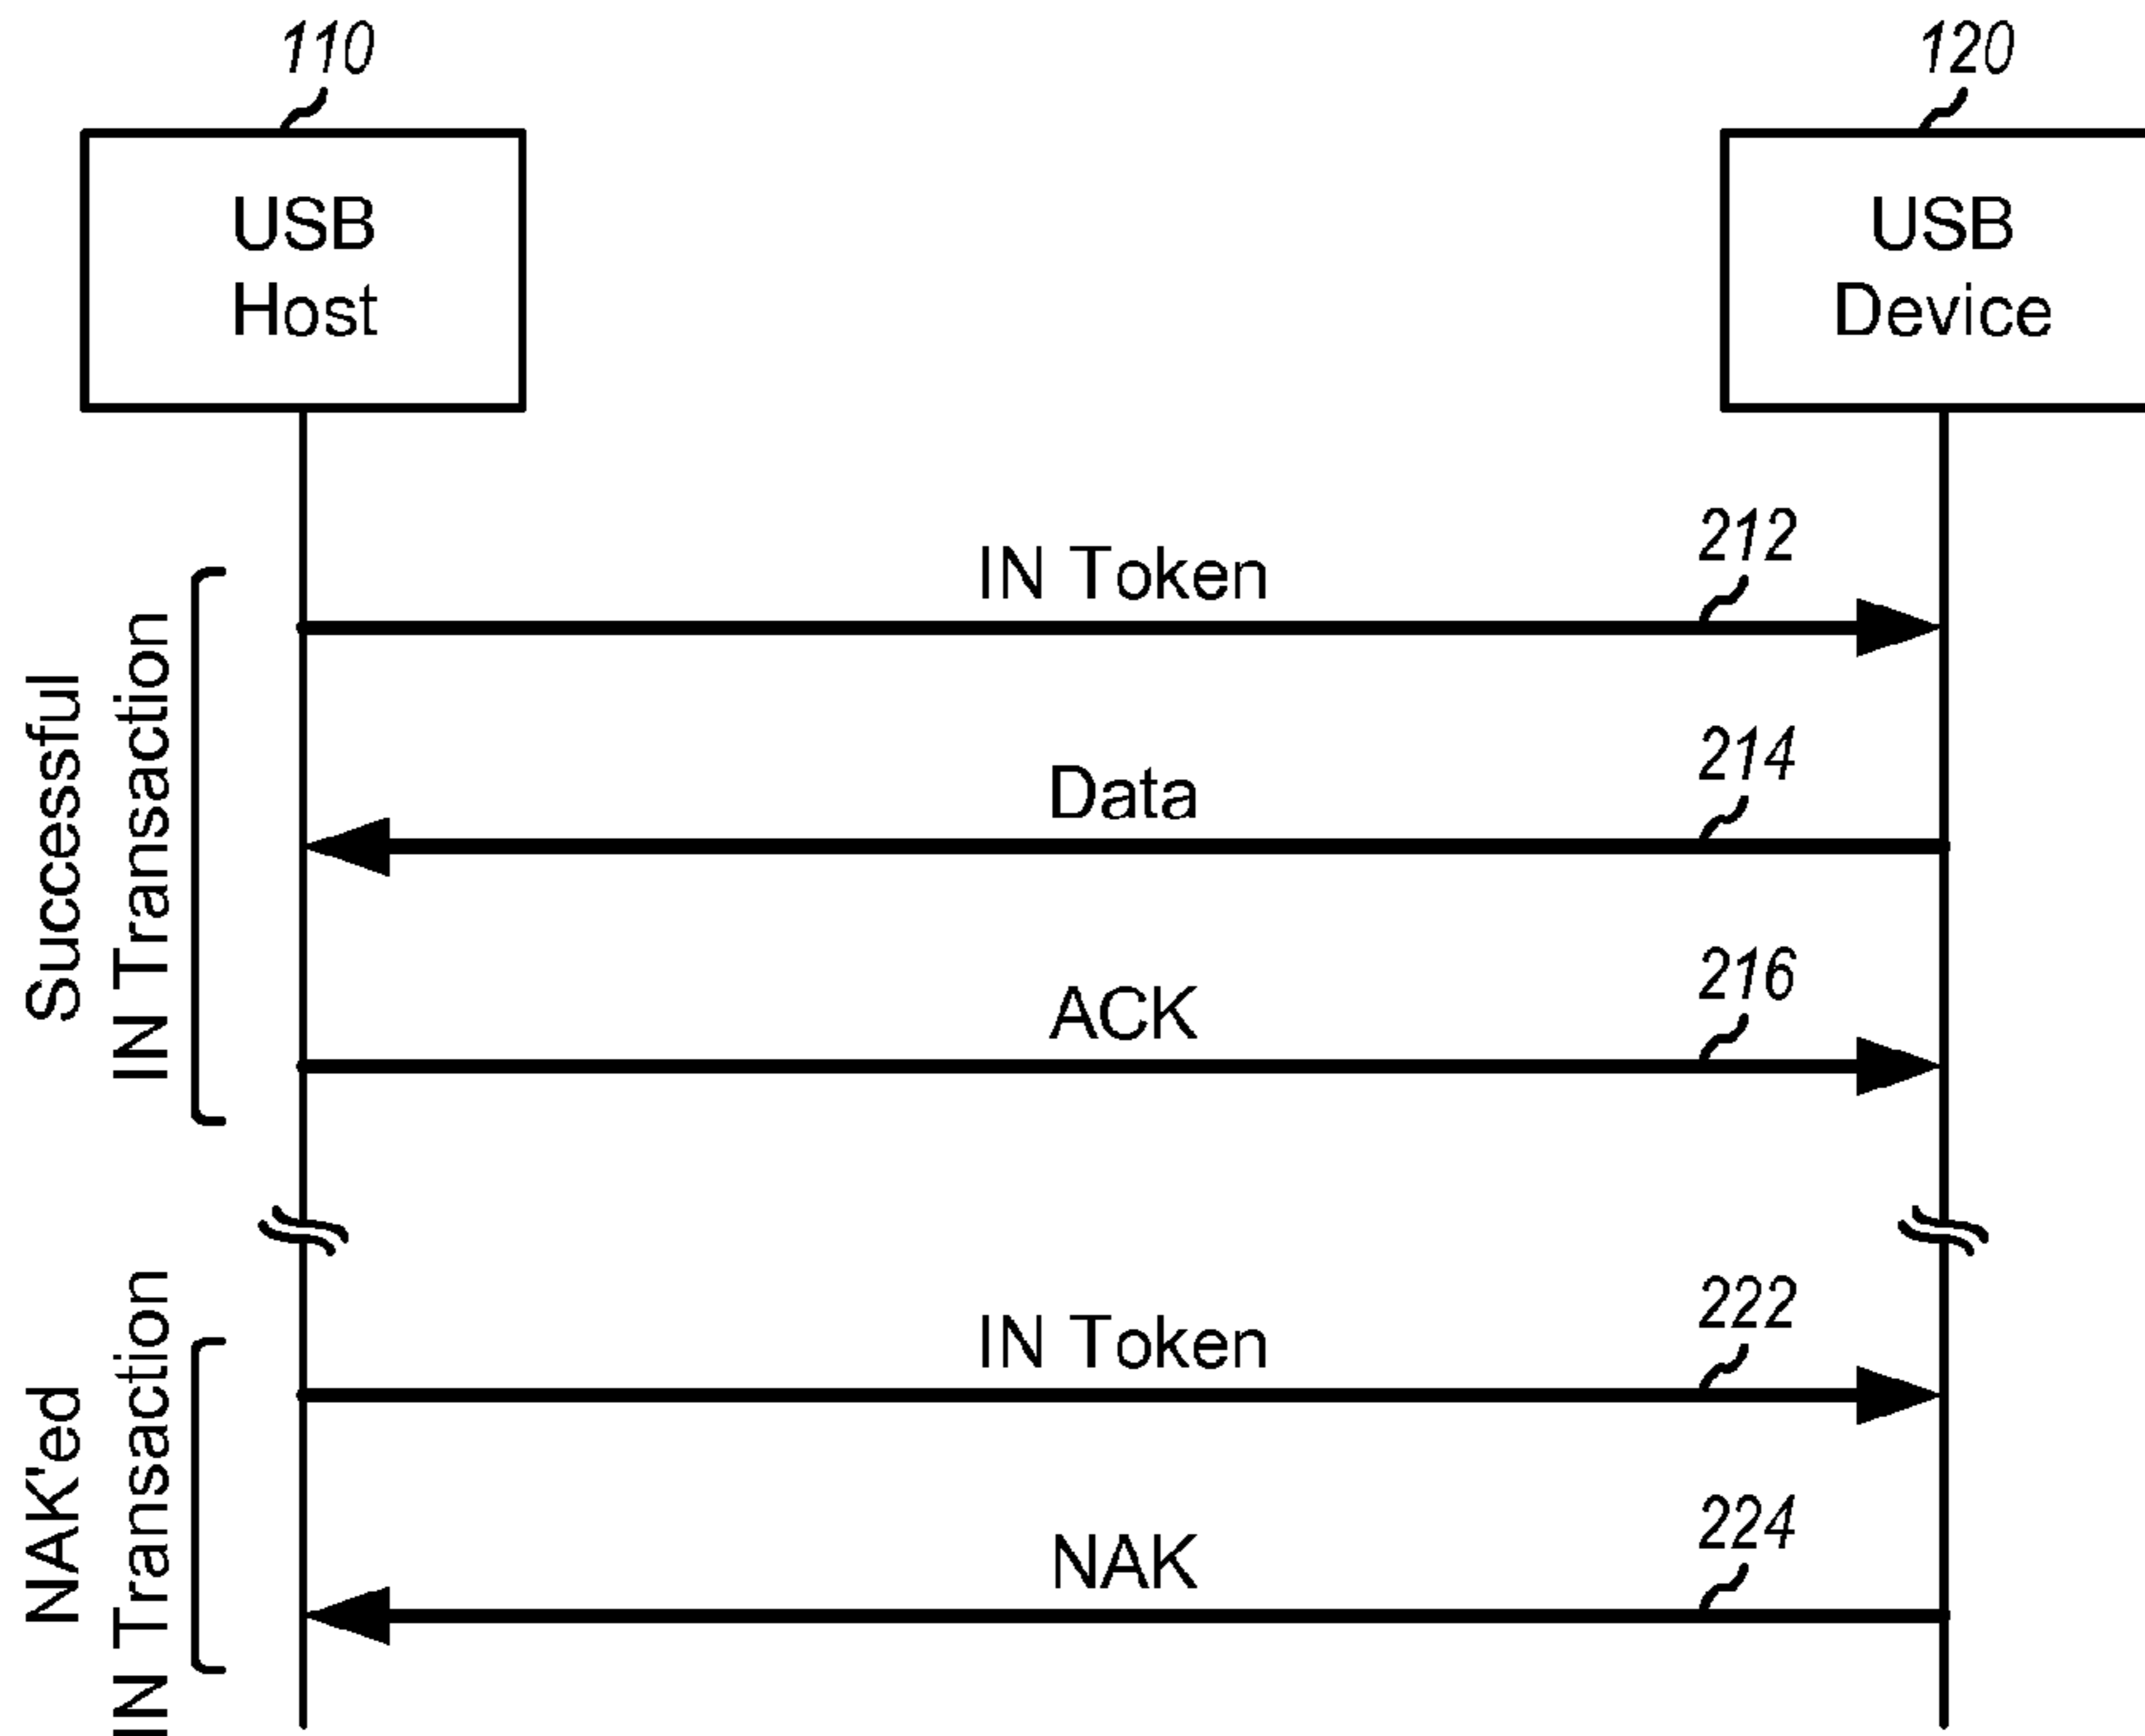 110
120
USB
Host
USB
Device
Successful
IN Transaction
IN Token
212
Data
214
ACK
216
NAK'ed
IN Transaction
IN Token
222
NAK
224